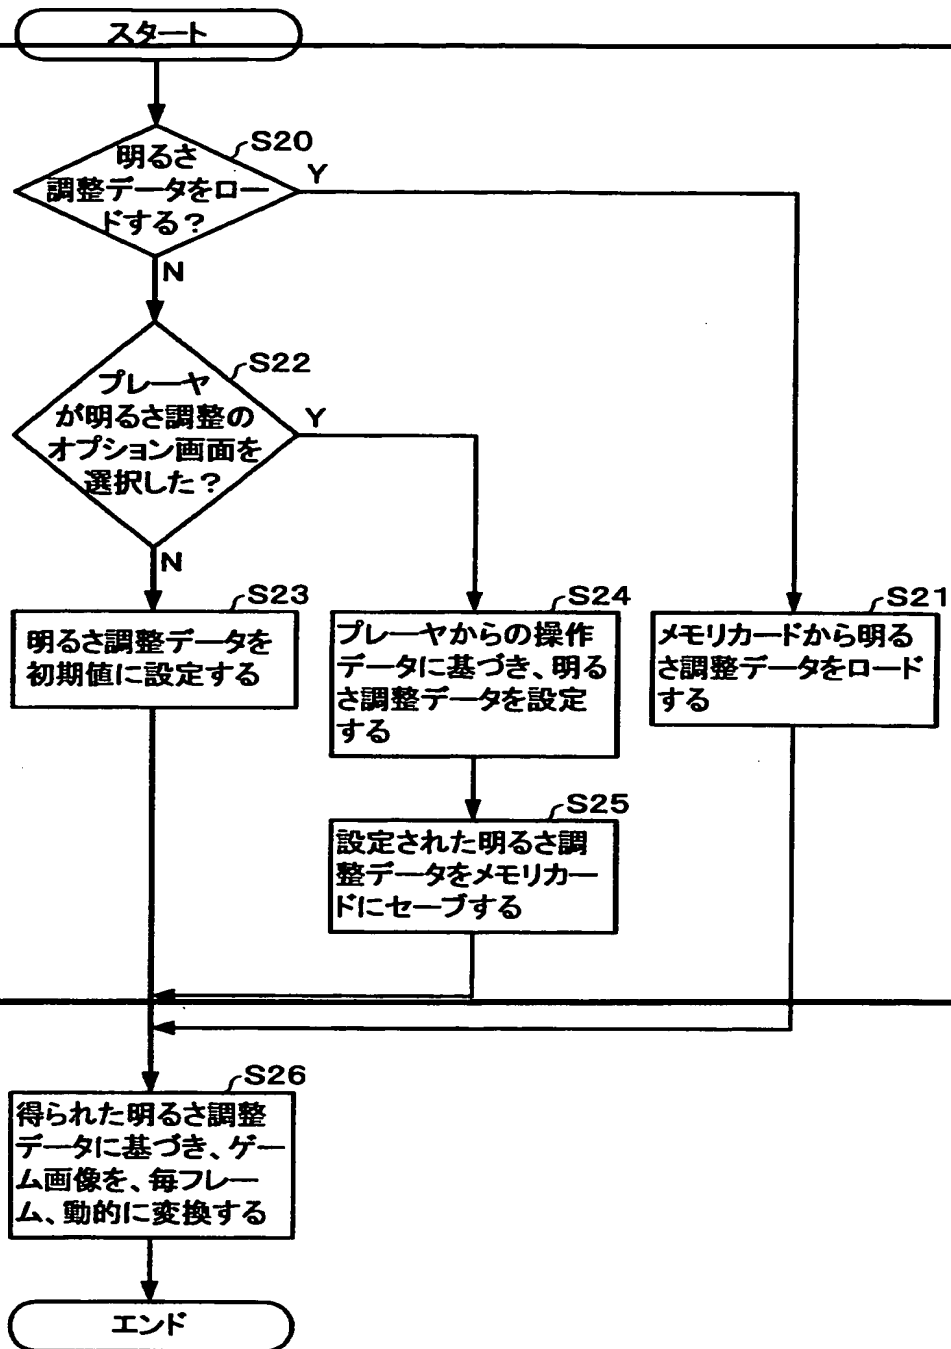 スタート
S20
明るさ
調整データをロー
ドする?
Y
N
S22
プレーヤ
が明るさ調整の
オプション画面を
選択した?
Y
N
S23
明るさ調整データを
初期値に設定する
S24
プレーヤからの操作
データに基づき、明る
さ調整データを設定
する
S21
メモリカードから明る
さ調整データをロード
する
S25
設定された明るさ調
整データをメモリカー
ドにセーブする
S26
得られた明るさ調整
データに基づき、ゲー
ム画像を、毎フレー
ム、動的に変換する
エンド